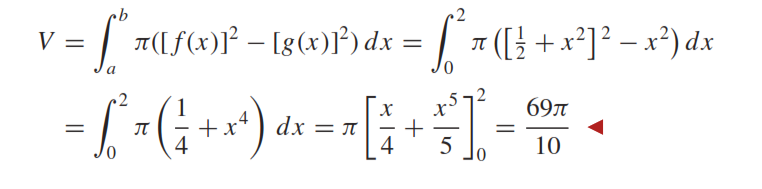 V = ∫_a^b π([f(x)]² − [g(x)]²) dx = ∫_0^2 π([1/2 + x²]² − x²) dx
= ∫_0^2 π(1/4 + x⁴) dx = π[x/4 + x⁵/5]_0^2 = 69π/10 ◄